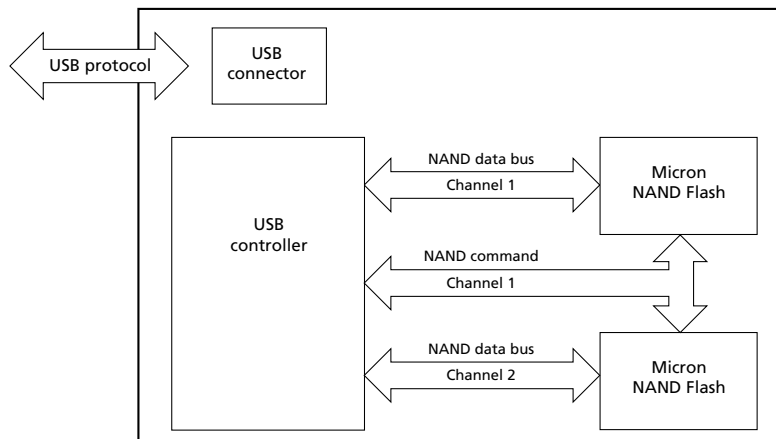 USB
connector
USB protocol
NAND data bus
Channel 1
Micron
NAND Flash
USB
controller
NAND command
Channel 1
NAND data bus
Channel 2
Micron
NAND Flash